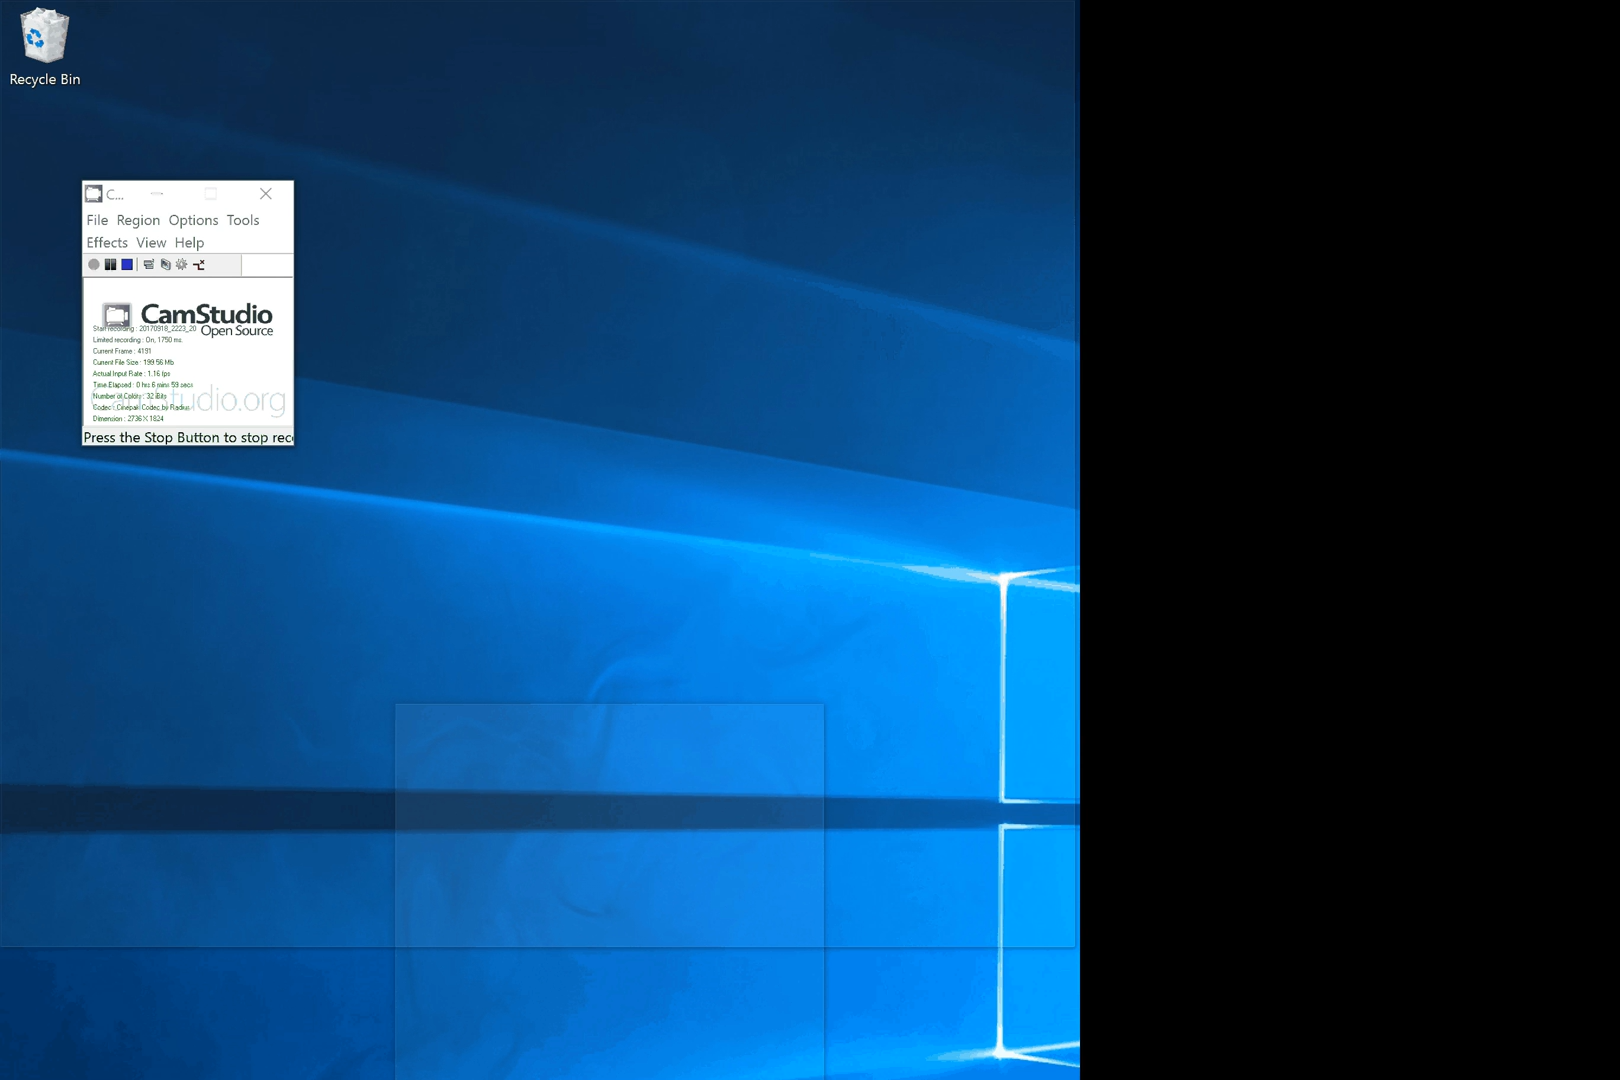 Recycle Bin
C...
File Region Options Tools
Effects View Help
CamStudio
Open Source
Start recording : 20170918_2223_20
Limited recording : On, 1750 ms.
Current Frame : 4191
Current File Size : 199.56 Mb
Actual Input Rate : 1.16 fps
Time Elapsed : 0 hrs 6 mins 59 secs
Number of Colors : 32 Bits
CamStudio.org
Codec : Cinepak Codec by Radius
Dimension : 2736 X 1824
Press the Stop Button to stop rec